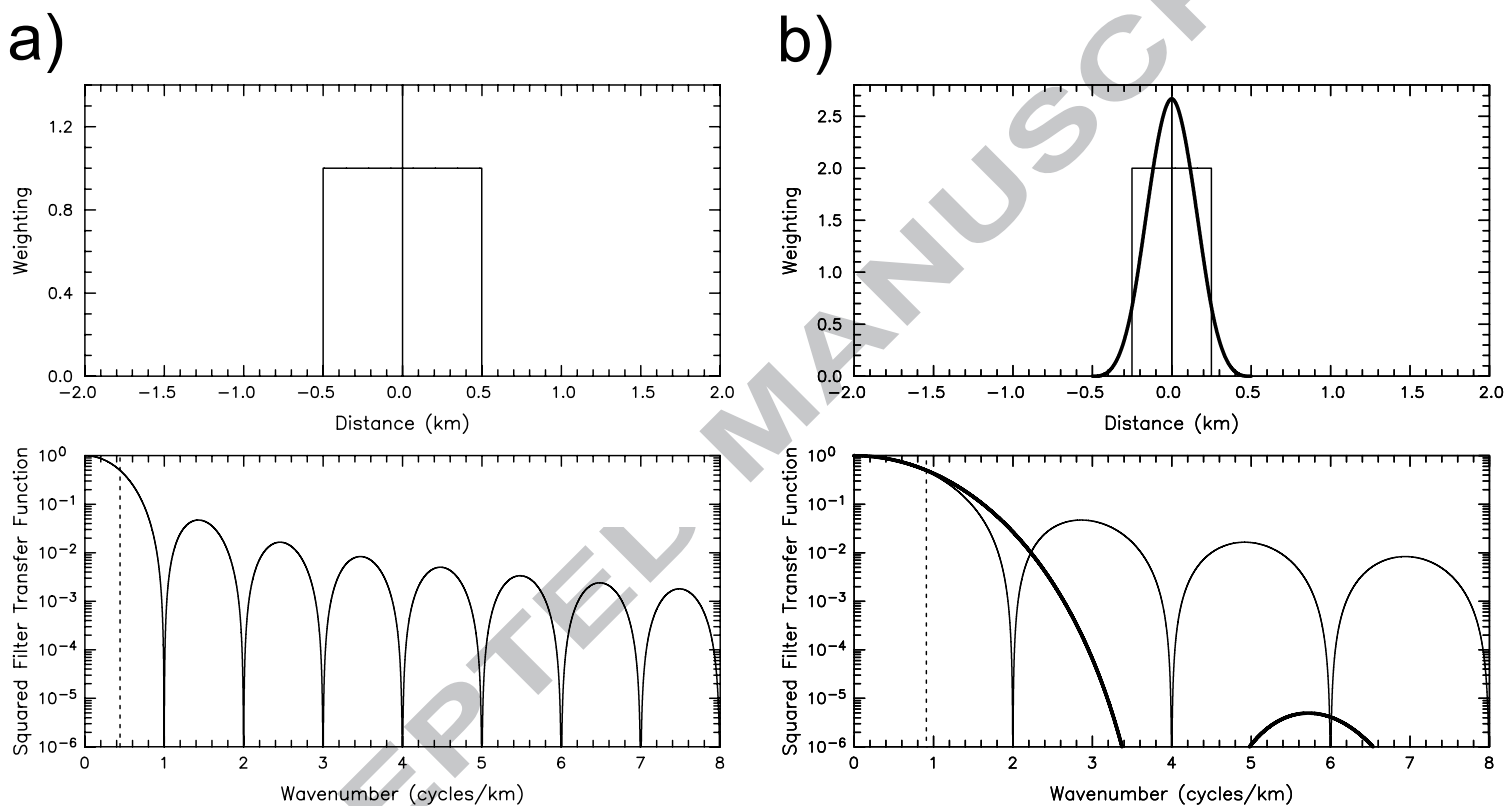 a)
b)
Weighting
1.2
0.8
0.4
0.0
−2.0 −1.5 −1.0 −0.5 0.0 0.5 1.0 1.5 2.0
Distance (km)
Weighting
2.5
2.0
1.5
1.0
0.5
0.0
−2.0 −1.5 −1.0 −0.5 0.0 0.5 1.0 1.5 2.0
Distance (km)
Squared Filter Transfer Function
10⁰
10⁻¹
10⁻²
10⁻³
10⁻⁴
10⁻⁵
10⁻⁶
0 1 2 3 4 5 6 7 8
Wavenumber (cycles/km)
Squared Filter Transfer Function
10⁰
10⁻¹
10⁻²
10⁻³
10⁻⁴
10⁻⁵
10⁻⁶
0 1 2 3 4 5 6 7 8
Wavenumber (cycles/km)